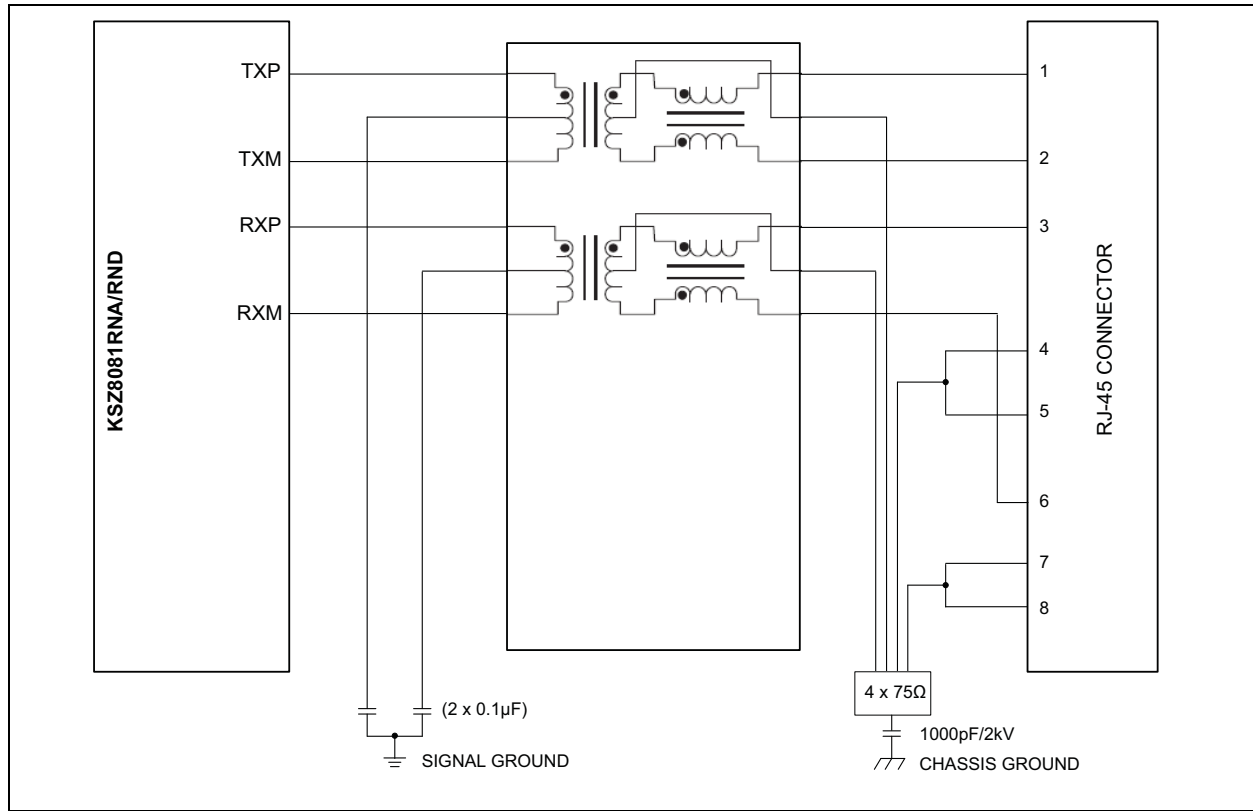 KSZ8081RNA/RND
TXP
TXM
RXP
RXM
1
2
3
4
5
6
7
8
RJ-45 CONNECTOR
(2 x 0.1µF)
SIGNAL GROUND
4 x 75Ω
1000pF/2kV
CHASSIS GROUND